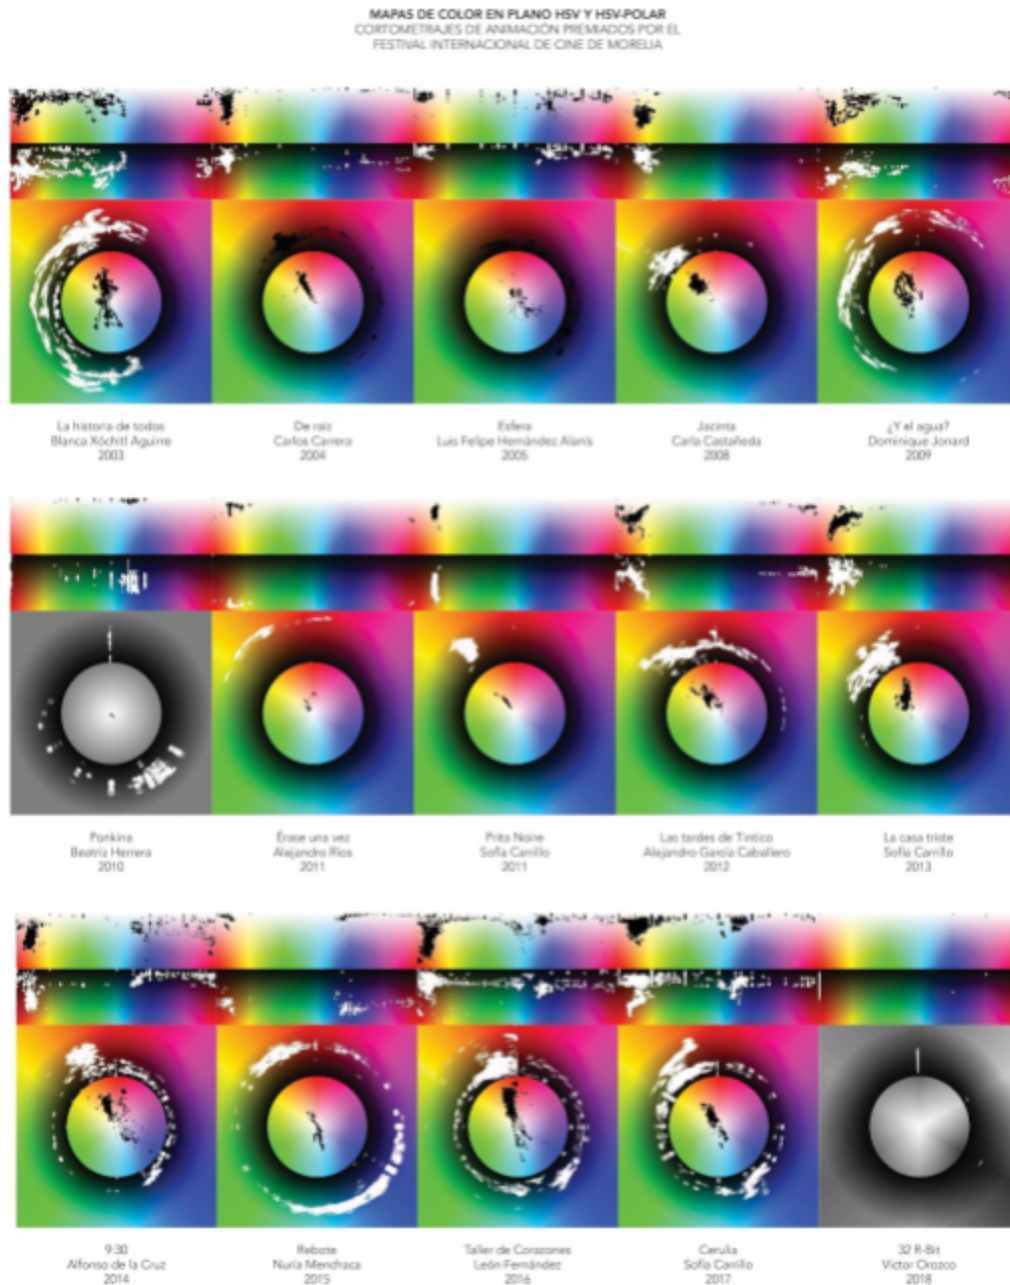 MAPAS DE COLOR EN PLANO HSV Y HSV-POLAR
CORTOMETRAJES DE ANIMACIÓN PREMIADOS POR EL
FESTIVAL INTERNACIONAL DE CINE DE MORELIA
La historia de todos
Blanca Xóchitl Aguirre
2003
De raíz
Carlos Carrera
2004
Esfera
Luis Felipe Hernández Alanís
2005
Jacinta
Carla Castañeda
2008
¿Y el agua?
Dominique Jonard
2009
Ponkina
Beatriz Herrera
2010
Érase una vez
Alejandro Ríos
2011
Prita Noire
Sofía Carrillo
2011
Las tardes de Tintico
Alejandro García Caballero
2012
La casa triste
Sofía Carrillo
2013
9:30
Alfonso de la Cruz
2014
Rebote
Nuria Menchaca
2015
Taller de Corazones
León Fernández
2016
Cerulia
Sofía Carrillo
2017
32 R-Bit
Victor Orozco
2018